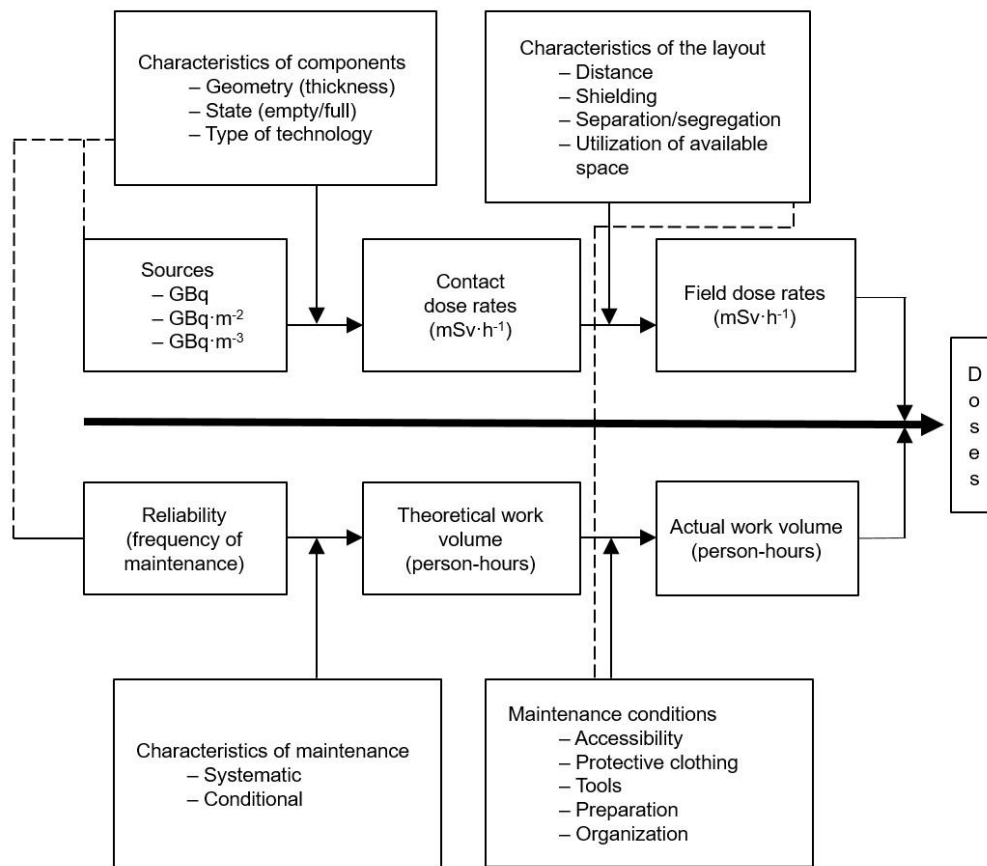 Characteristics of components
– Geometry (thickness)
– State (empty/full)
– Type of technology
Characteristics of the layout
– Distance
– Shielding
– Separation/segregation
– Utilization of available
space
Sources
– GBq
– GBq·m⁻²
– GBq·m⁻³
Contact
dose rates
(mSv·h⁻¹)
Field dose rates
(mSv·h⁻¹)
D
o
s
e
s
Reliability
(frequency of
maintenance)
Theoretical work
volume
(person-hours)
Actual work volume
(person-hours)
Characteristics of maintenance
– Systematic
– Conditional
Maintenance conditions
– Accessibility
– Protective clothing
– Tools
– Preparation
– Organization